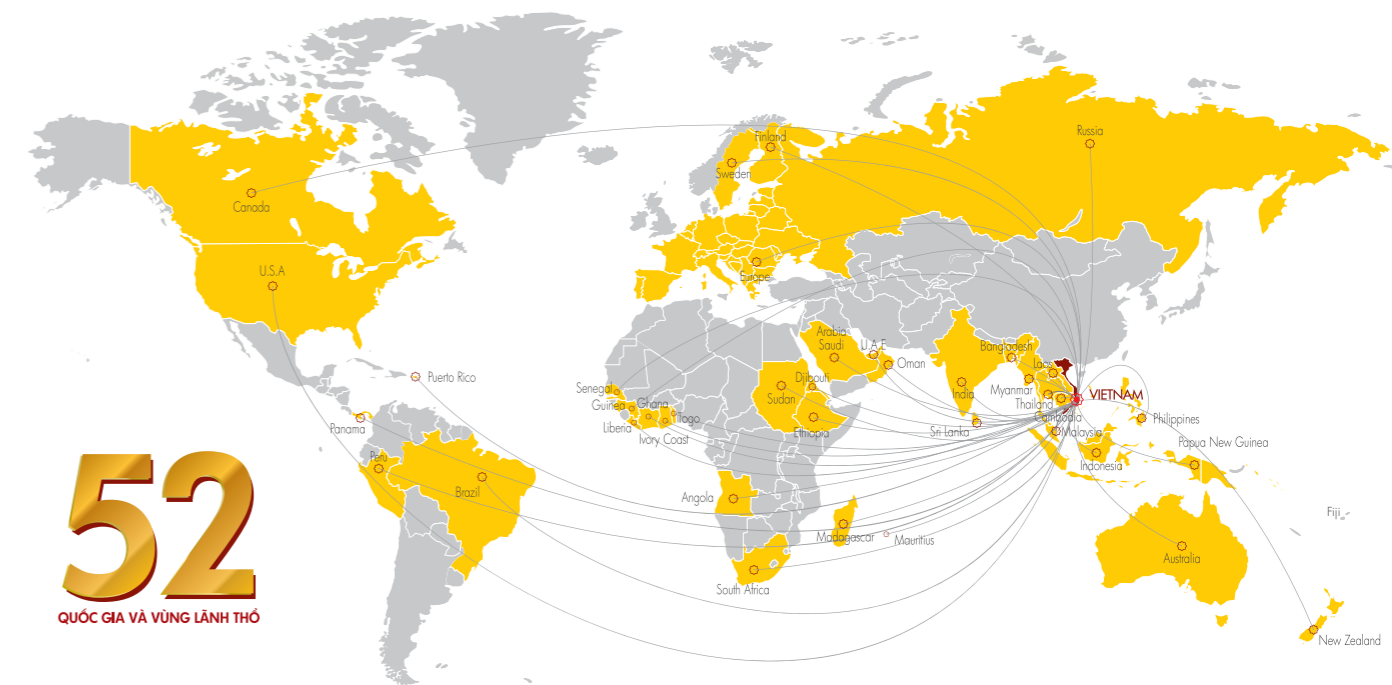 Canada
U.S.A
Puerto Rico
Panama
Peru
Brazil
52
QUỐC GIA VÀ VÙNG LÃNH THỔ
Finland
Sweden
Russia
Europe
Arabia
Saudi
U.A.E
Oman
Senegal
Guinea
Ghana
Togo
Liberia
Ivory Coast
Djibouti
Sudan
Ethiopia
Angola
Madagascar
Mauritius
South Africa
Bangladesh
Laos
India
Myanmar
Thailand
VIETNAM
Cambodia
Sri Lanka
Malaysia
Philippines
Indonesia
Papua New Guinea
Fiji
Australia
New Zealand